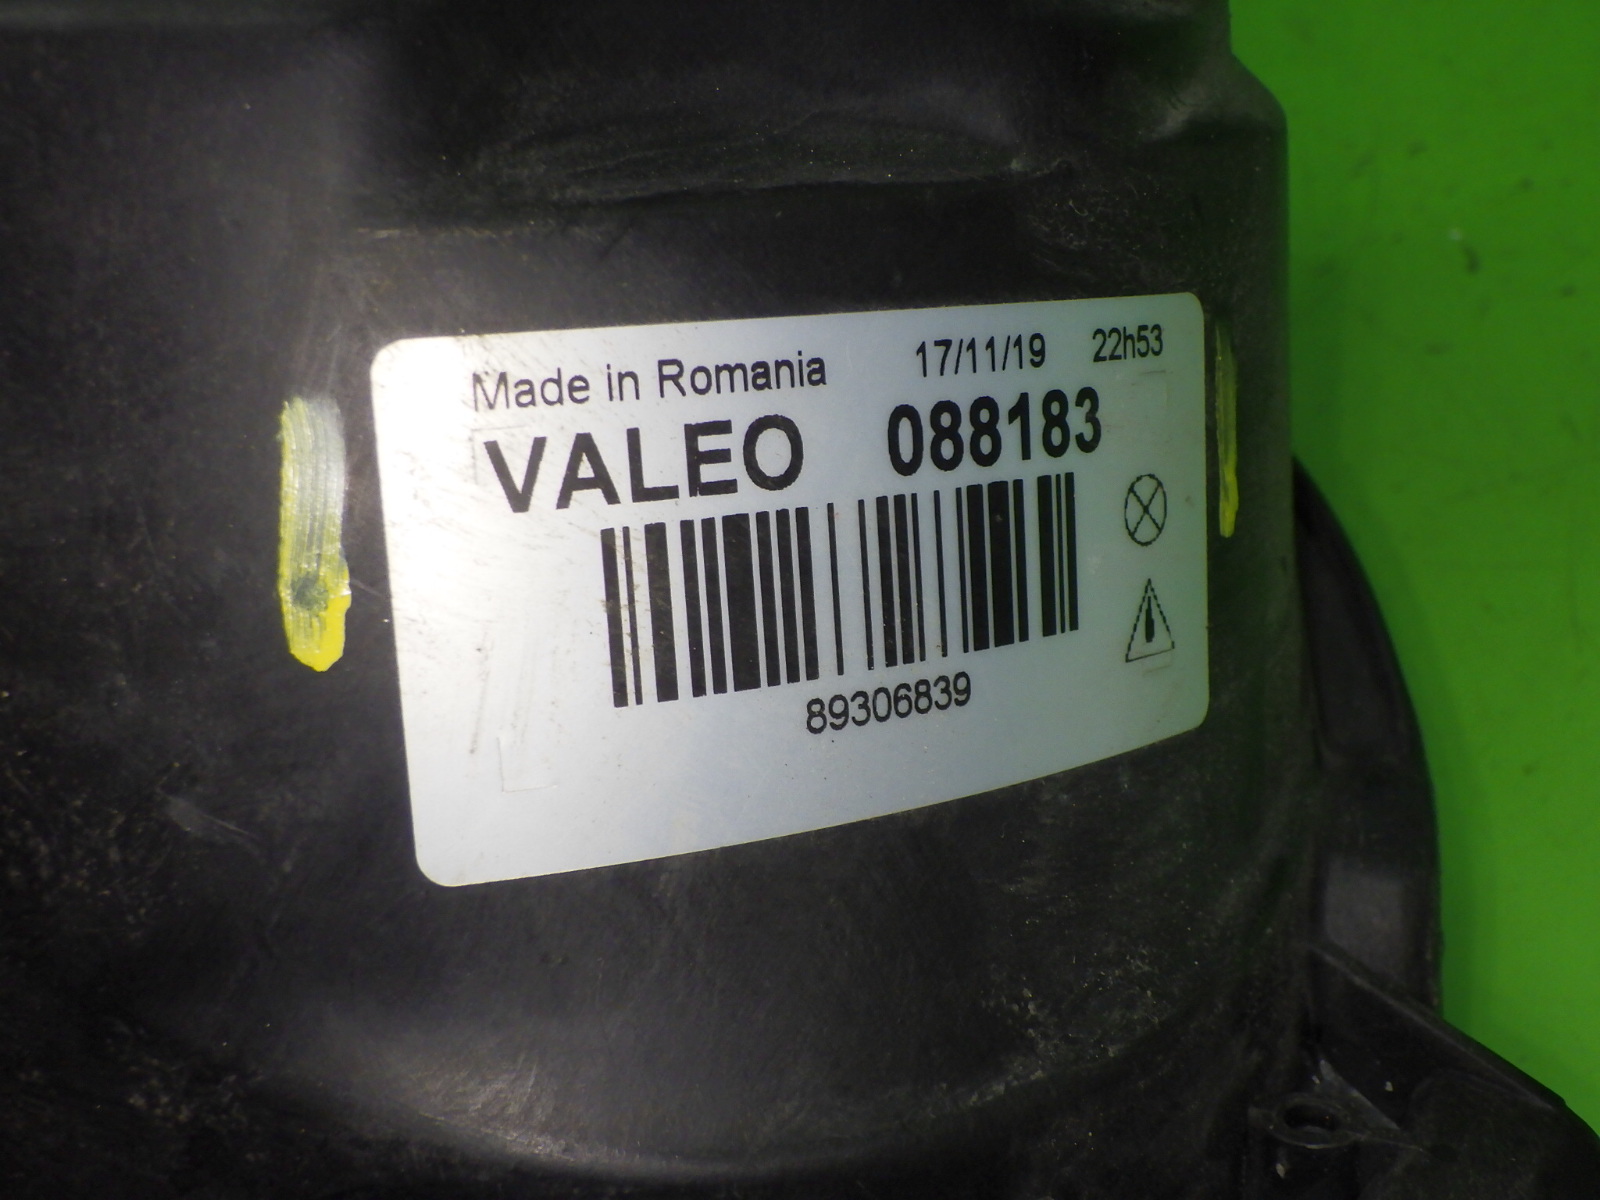 Made in Romania 17/11/19 22h53
VALEO 088183
89306839